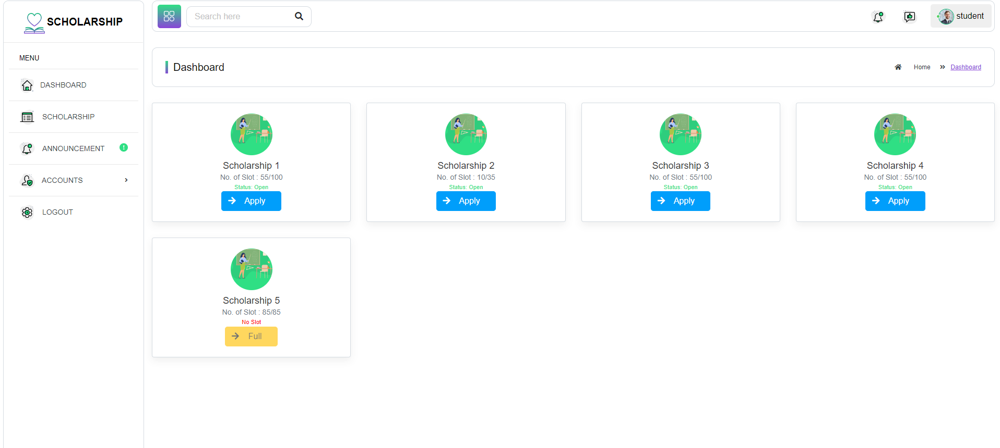 SCHOLARSHIP
MENU
DASHBOARD
SCHOLARSHIP
ANNOUNCEMENT !
ACCOUNTS
LOGOUT
Search here
student
Dashboard
Home » Dashboard
Scholarship 1
No. of Slot : 55/100
Status: Open
Apply
Scholarship 2
No. of Slot : 10/35
Status: Open
Apply
Scholarship 3
No. of Slot : 55/100
Status: Open
Apply
Scholarship 4
No. of Slot : 55/100
Status: Open
Apply
Scholarship 5
No. of Slot : 85/85
No Slot
Full